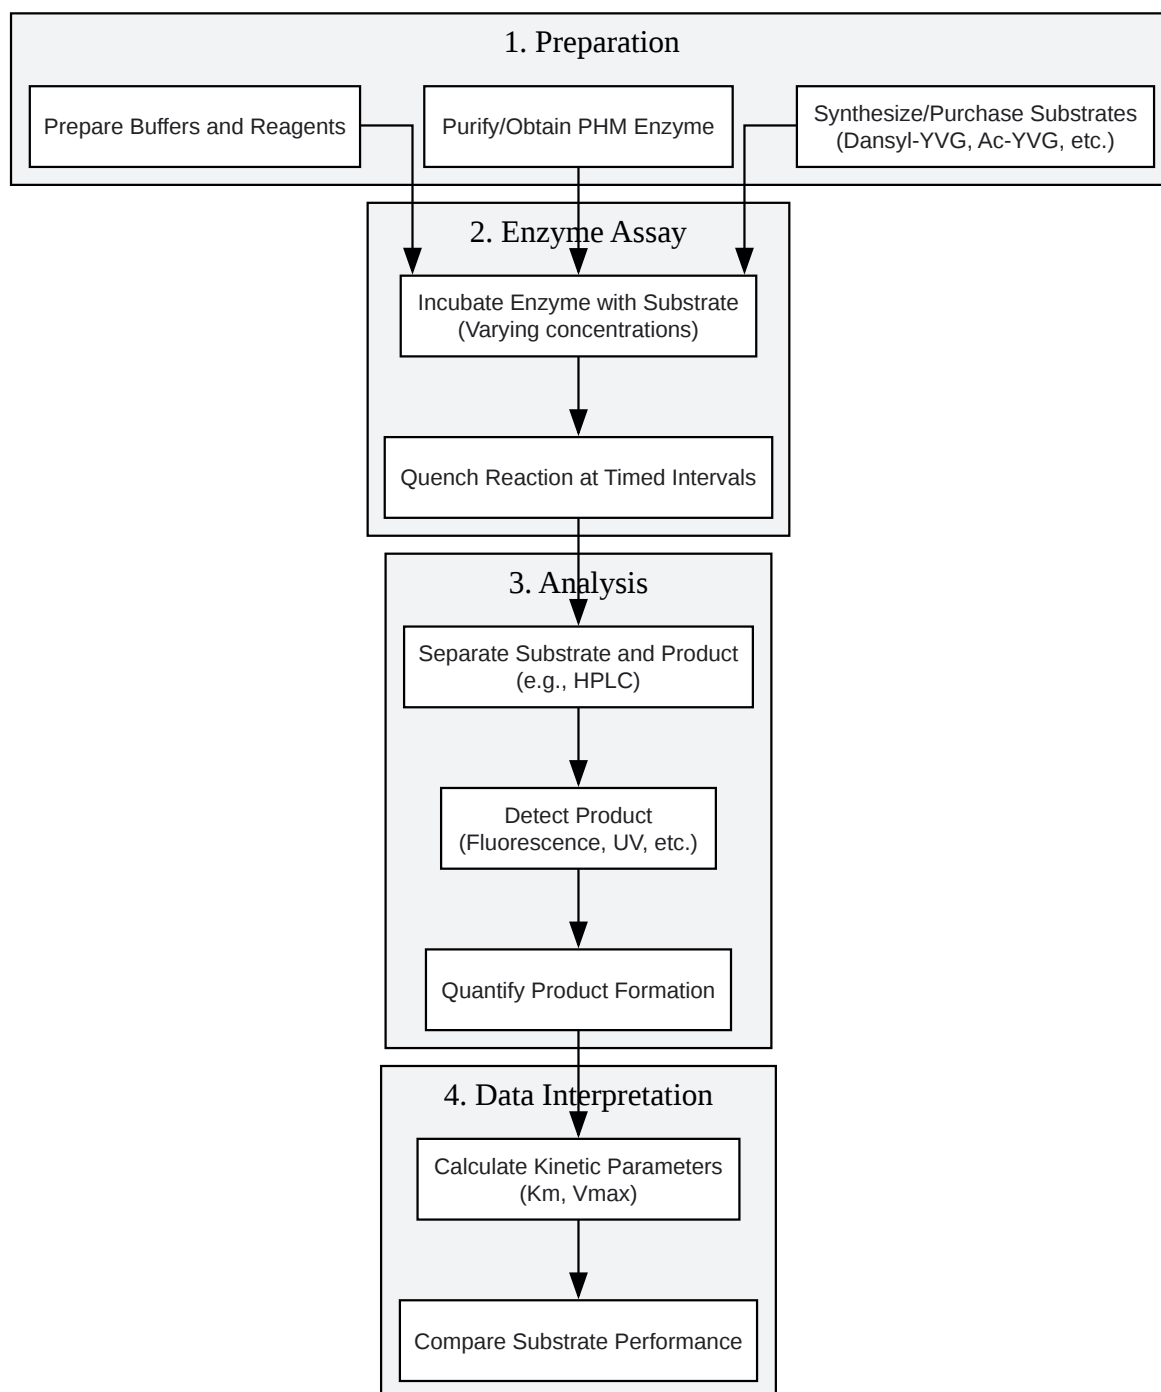 1. Preparation
Prepare Buffers and Reagents
Purify/Obtain PHM Enzyme
Synthesize/Purchase Substrates
(Dansyl-YVG, Ac-YVG, etc.)
2. Enzyme Assay
Incubate Enzyme with Substrate
(Varying concentrations)
Quench Reaction at Timed Intervals
3. Analysis
Separate Substrate and Product
(e.g., HPLC)
Detect Product
(Fluorescence, UV, etc.)
Quantify Product Formation
4. Data Interpretation
Calculate Kinetic Parameters
(Km, Vmax)
Compare Substrate Performance